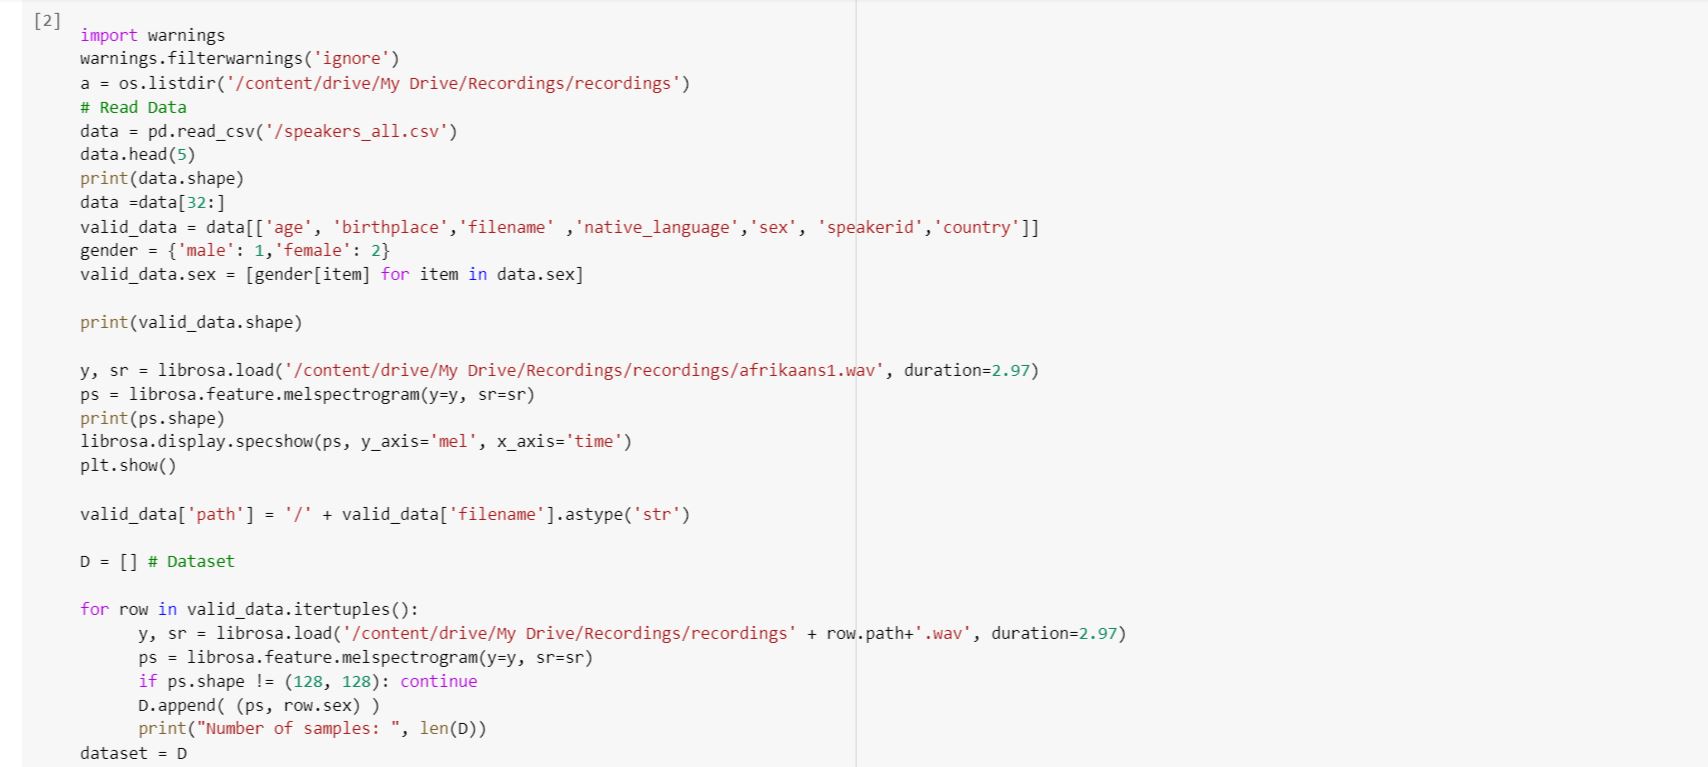 [2]
import warnings
warnings.filterwarnings('ignore')
a = os.listdir('/content/drive/My Drive/Recordings/recordings')
# Read Data
data = pd.read_csv('/speakers_all.csv')
data.head(5)
print(data.shape)
data =data[32:]
valid_data = data[['age', 'birthplace','filename' ,'native_language','sex', 'speakerid','country']]
gender = {'male': 1,'female': 2}
valid_data.sex = [gender[item] for item in data.sex]

print(valid_data.shape)

y, sr = librosa.load('/content/drive/My Drive/Recordings/recordings/afrikaans1.wav', duration=2.97)
ps = librosa.feature.melspectrogram(y=y, sr=sr)
print(ps.shape)
librosa.display.specshow(ps, y_axis='mel', x_axis='time')
plt.show()

valid_data['path'] = '/' + valid_data['filename'].astype('str')

D = [] # Dataset

for row in valid_data.itertuples():
      y, sr = librosa.load('/content/drive/My Drive/Recordings/recordings' + row.path+'.wav', duration=2.97)
      ps = librosa.feature.melspectrogram(y=y, sr=sr)
      if ps.shape != (128, 128): continue
      D.append( (ps, row.sex) )
      print("Number of samples: ", len(D))
dataset = D